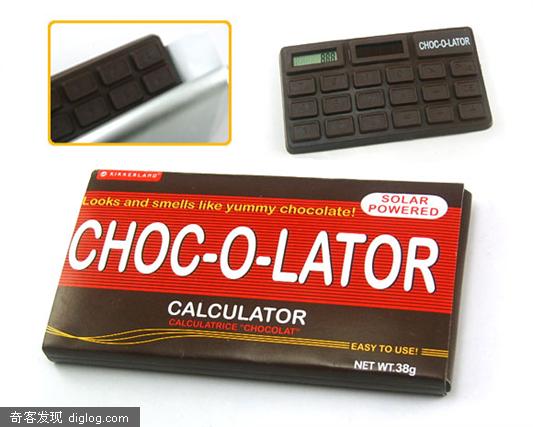 CHOC-O-LATOR
KIKKERLAND
Looks and smells like yummy chocolate!
SOLAR
POWERED
CHOC-O-LATOR
CALCULATOR
CALCULATRICE "CHOCOLAT"
EASY TO USE!
NET WT.38g
奇客发现 diglog.com